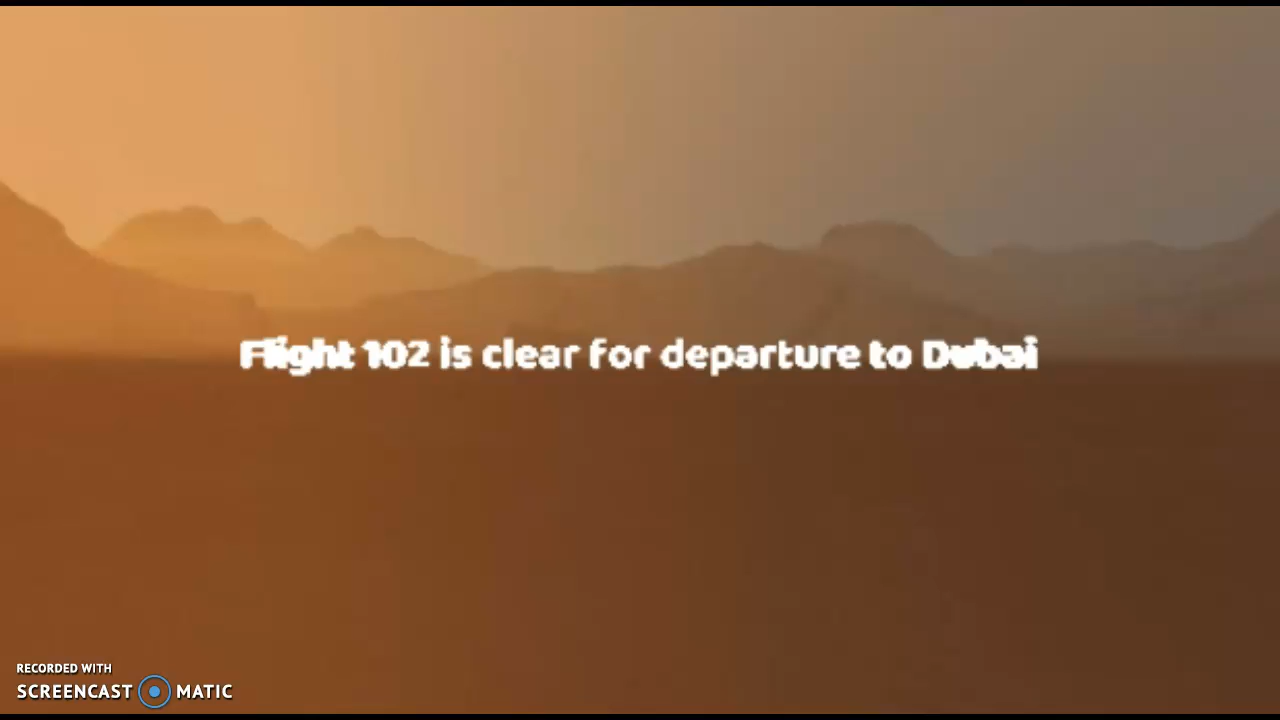 Flight 102 is clear for departure to Dubai
RECORDED WITH
SCREENCAST MATIC